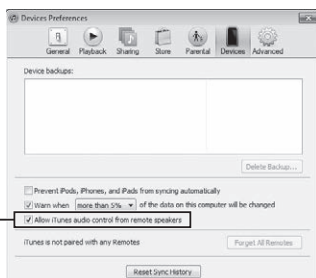 Devices Preferences
General Playback Sharing Store Parental Devices Advanced
Device backups:
Delete Backup...
Prevent iPods, iPhones, and iPads from syncing automatically
Warn when more than 5% of the data on this computer will be changed
Allow iTunes audio control from remote speakers
iTunes is not paired with any Remotes
Forget All Remotes
Reset Sync History